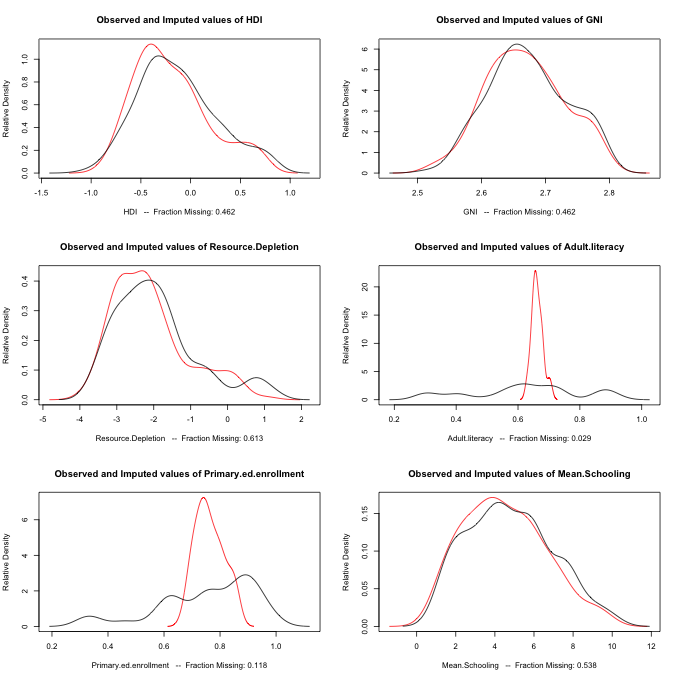 Observed and Imputed values of HDI
Relative Density
0.0 0.2 0.4 0.6 0.8 1.0
-1.5 -1.0 -0.5 0.0 0.5 1.0
HDI -- Fraction Missing: 0.462
Observed and Imputed values of GNI
Relative Density
0 1 2 3 4 5 6
2.5 2.6 2.7 2.8
GNI -- Fraction Missing: 0.462
Observed and Imputed values of Resource.Depletion
Relative Density
0.0 0.1 0.2 0.3 0.4
-5 -4 -3 -2 -1 0 1 2
Resource.Depletion -- Fraction Missing: 0.613
Observed and Imputed values of Adult.literacy
Relative Density
0 5 10 15 20
0.2 0.4 0.6 0.8 1.0
Adult.literacy -- Fraction Missing: 0.029
Observed and Imputed values of Primary.ed.enrollment
Relative Density
0 2 4 6
0.2 0.4 0.6 0.8 1.0
Primary.ed.enrollment -- Fraction Missing: 0.118
Observed and Imputed values of Mean.Schooling
Relative Density
0.00 0.05 0.10 0.15
0 2 4 6 8 10 12
Mean.Schooling -- Fraction Missing: 0.538